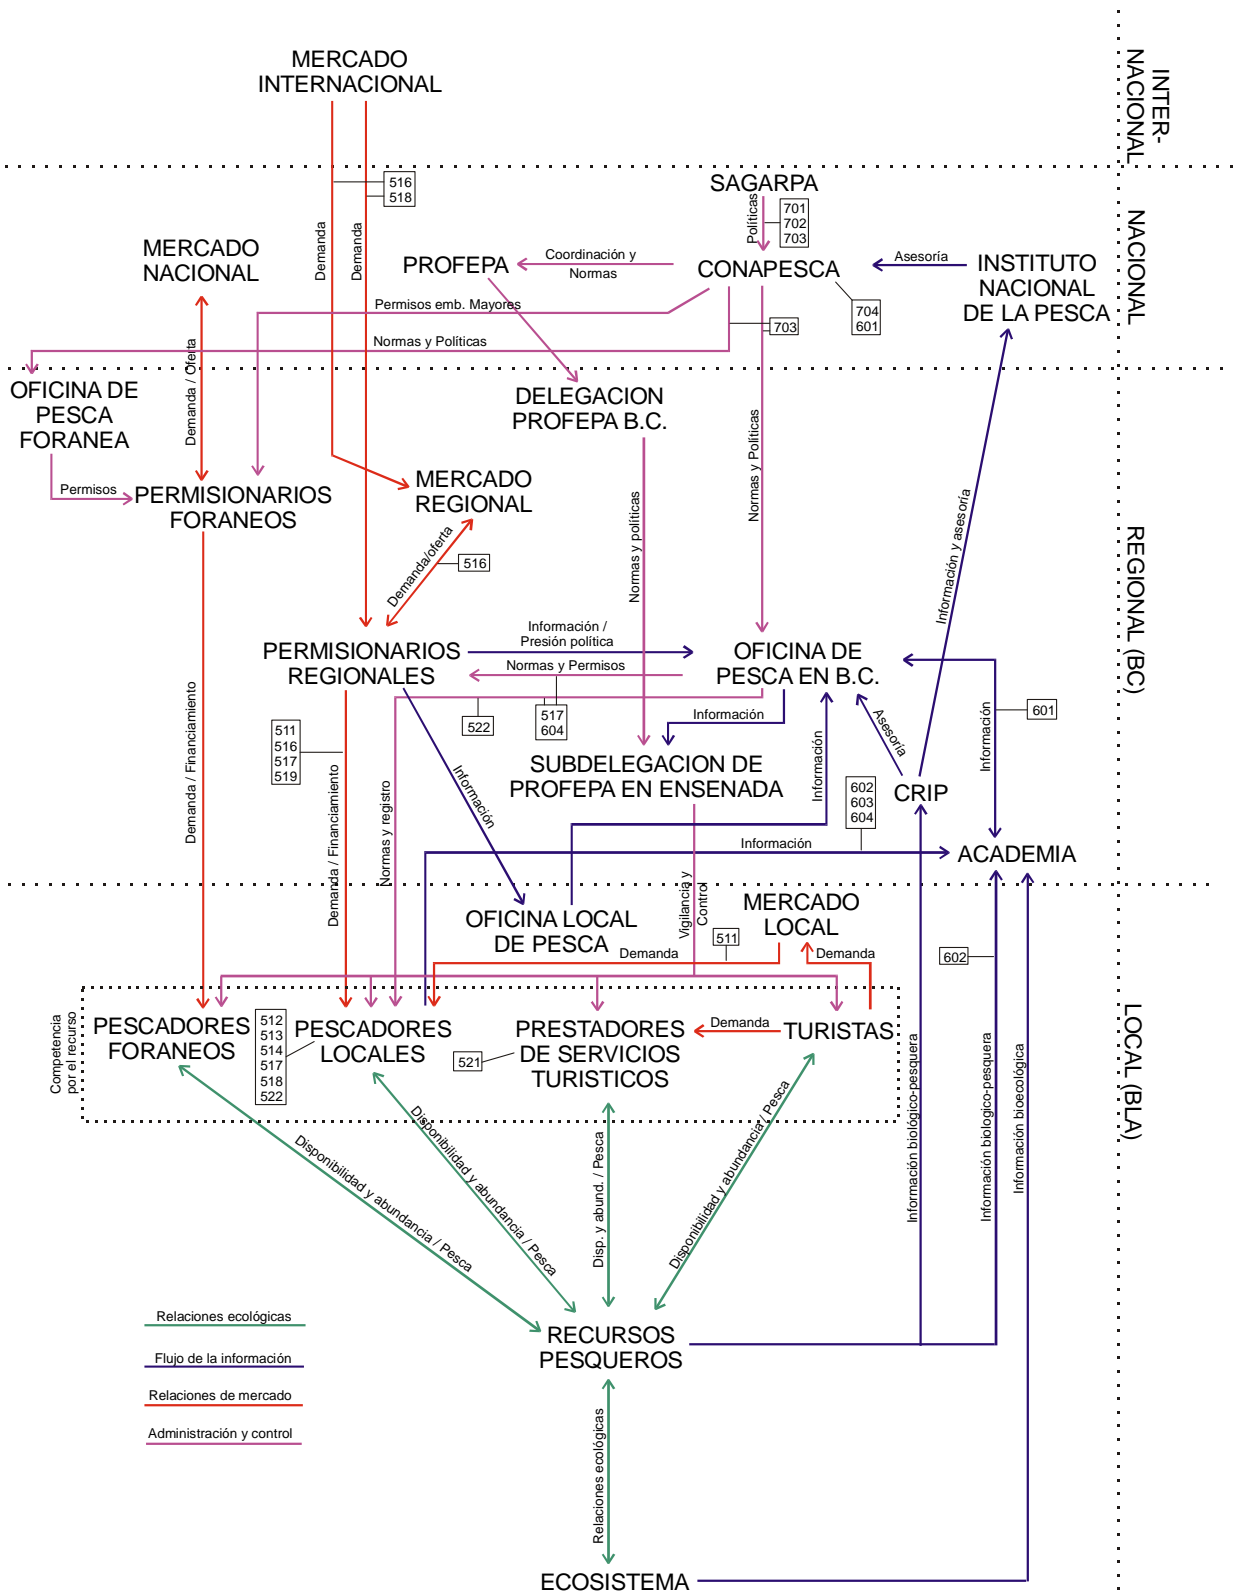 MERCADO
INTERNACIONAL
INTER-
NACIONAL
516
518
SAGARPA
Políticas
701
702
703
Demanda
Demanda
MERCADO
NACIONAL
PROFEPA
Coordinación y
Normas
CONAPESCA
Asesoría
INSTITUTO
NACIONAL
DE LA PESCA
NACIONAL
Permisos emb. Mayores
704
601
703
Normas y Políticas
Demanda / Oferta
OFICINA DE
PESCA
FORANEA
DELEGACION
PROFEPA B.C.
Permisos
PERMISIONARIOS
FORANEOS
MERCADO
REGIONAL
Normas y políticas
Normas y Políticas
Información y asesoría
REGIONAL (BC)
Demanda/oferta
516
PERMISIONARIOS
REGIONALES
Información /
Presión política
Normas y Permisos
OFICINA DE
PESCA EN B.C.
522
517
604
Información
601
511
516
517
519
Demanda / Financiamiento
Demanda / Financiamiento
Normas y registro
Información
SUBDELEGACION DE
PROFEPA EN ENSENADA
Información
Asesoría
Información
602
603
604
CRIP
Información
ACADEMIA
OFICINA LOCAL
DE PESCA
Vigilancia y
Control
MERCADO
LOCAL
511
Demanda
Demanda
602
Competencia
por el recurso
PESCADORES
FORANEOS
512
513
514
517
518
522
PESCADORES
LOCALES
521
PRESTADORES
DE SERVICIOS
TURISTICOS
Demanda
TURISTAS
LOCAL (BLA)
Disponibilidad y abundancia / Pesca
Disponibilidad y abundancia / Pesca
Disp. y abund. / Pesca
Disponibilidad y abundancia / Pesca
Información biológico-pesquera
Información biologico-pesquera
Información bioecológica
RECURSOS
PESQUEROS
Relaciones ecológicas
Flujo de la información
Relaciones de mercado
Administración y control
Relaciones ecológicas
ECOSISTEMA